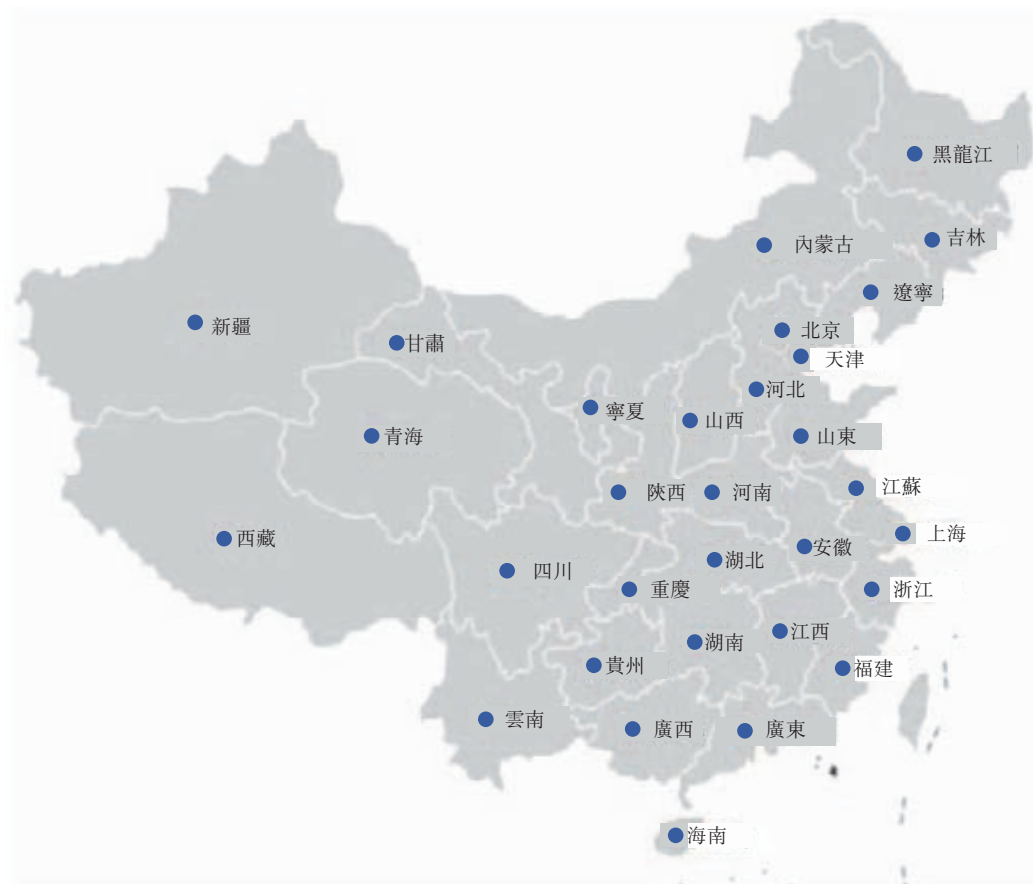 黑龍江
吉林
內蒙古
遼寧
新疆
北京
甘肅
天津
河北
寧夏
山西
青海
山東
陝西
河南
江蘇
上海
西藏
安徽
湖北
四川
重慶
浙江
江西
湖南
貴州
福建
雲南
廣西
廣東
海南